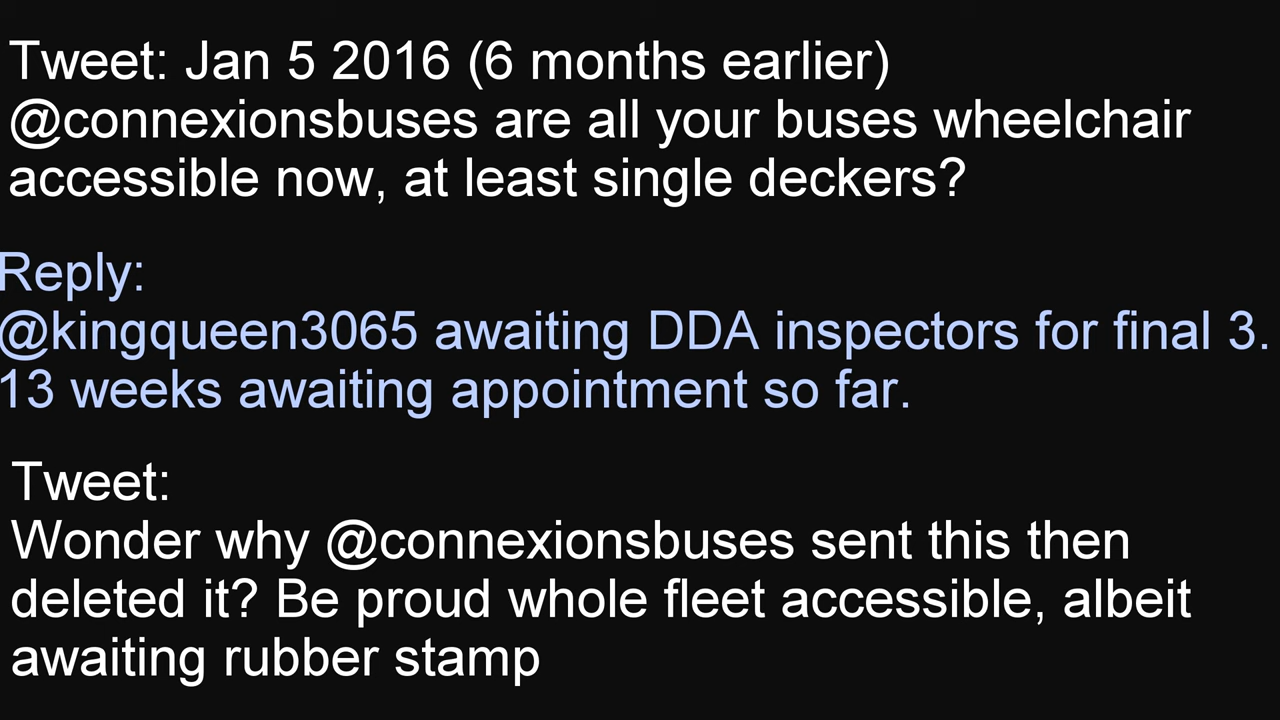 Tweet: Jan 5 2016 (6 months earlier)
@connexionsbuses are all your buses wheelchair
accessible now, at least single deckers?
Reply:
@kingqueen3065 awaiting DDA inspectors for final 3.
13 weeks awaiting appointment so far.
Tweet:
Wonder why @connexionsbuses sent this then
deleted it? Be proud whole fleet accessible, albeit
awaiting rubber stamp